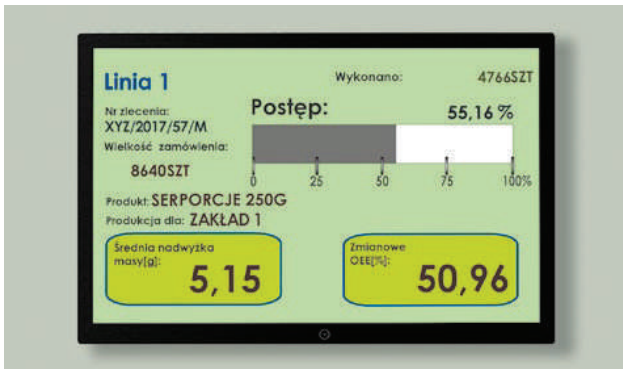 Linia 1
Wykonano: 4766SZT
Nr zlecenia:
XYZ/2017/57/M
Postęp: 55,16 %
Wielkość zamówienia:
8640SZT
0 25 50 75 100%
Produkt: SERPORCJE 250G
Produkcja dla: ZAKŁAD 1
Średnia nadwyżka
masy[g]:
5,15
Zmianowe
OEE[%]:
50,96